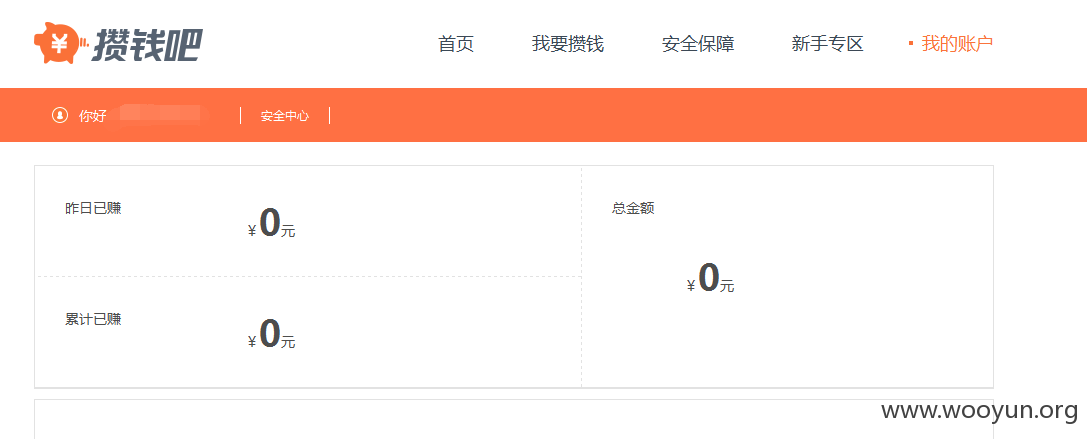 攒钱吧 首页 我要攒钱 安全保障 新手专区 我的账户
你好 安全中心
昨日已赚
¥0元
总金额
¥0元
累计已赚
¥0元
www.wooyun.org